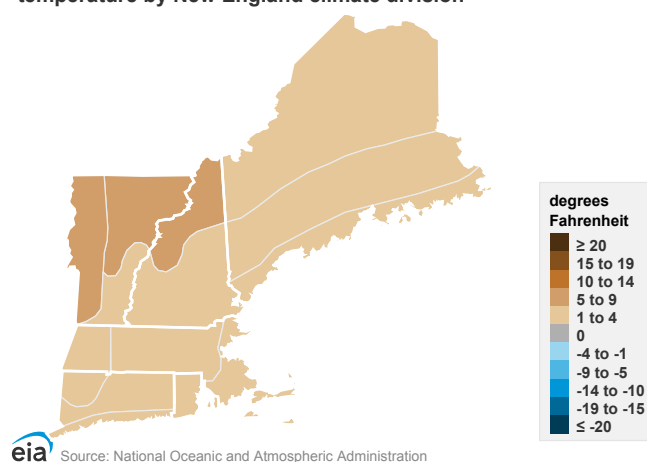 temperature by New England climate division
degrees
Fahrenheit
≥ 20
15 to 19
10 to 14
5 to 9
1 to 4
0
-4 to -1
-9 to -5
-14 to -10
-19 to -15
≤ -20
eia Source: National Oceanic and Atmospheric Administration